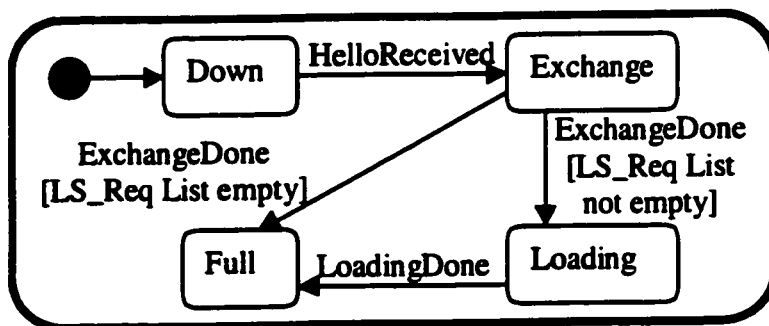 Down
HelloReceived
Exchange
ExchangeDone
[LS_Req List empty]
ExchangeDone
[LS_Req List
not empty]
Full
LoadingDone
Loading